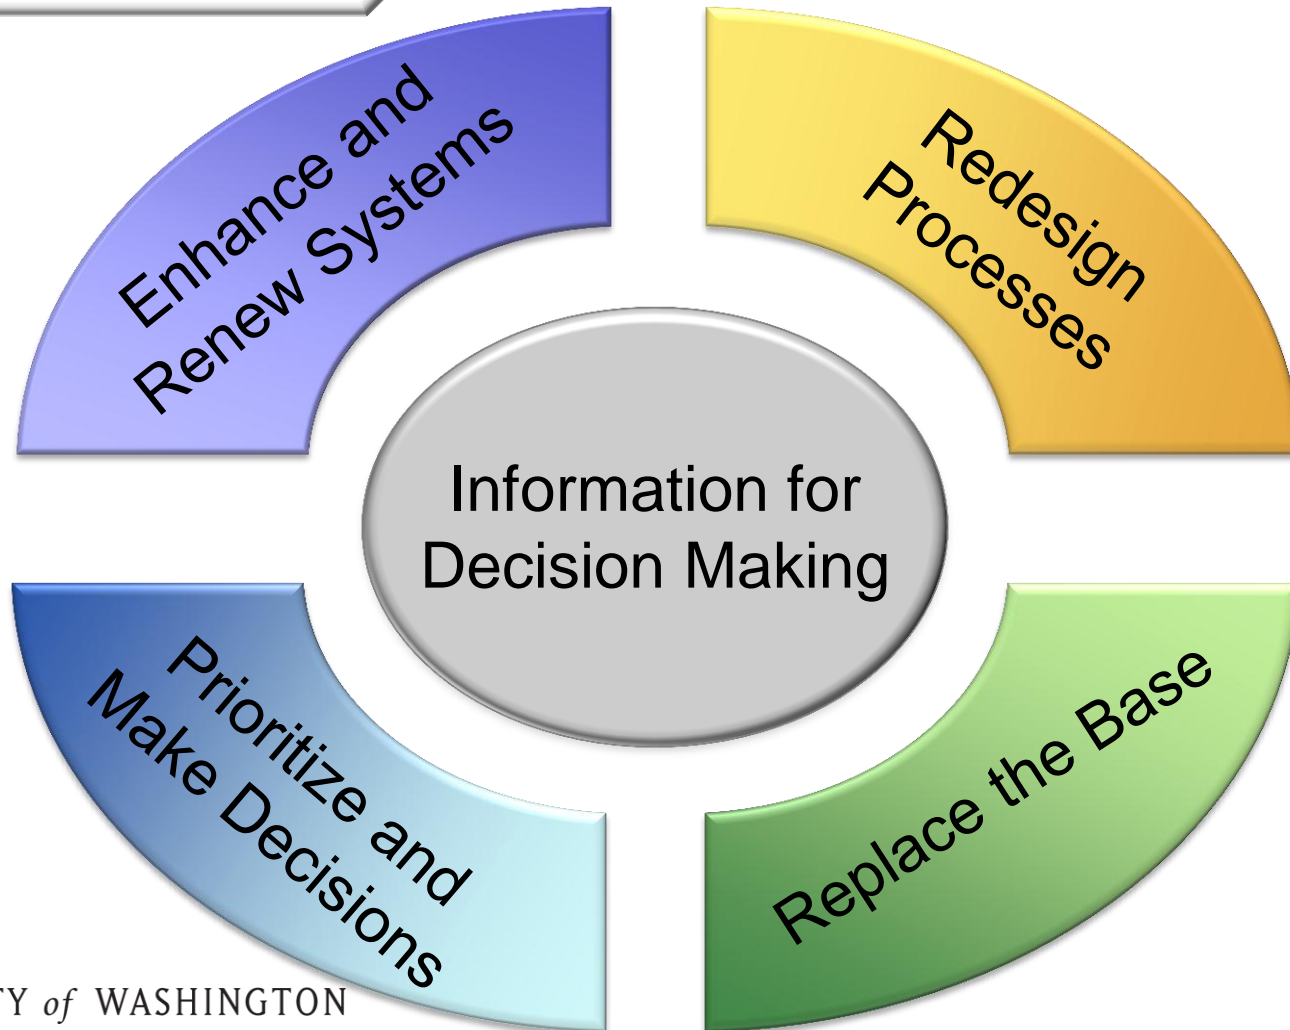 Enhance and
Renew Systems
Redesign
Processes
Information for
Decision Making
Prioritize and
Make Decisions
Replace the Base
TY of WASHINGTON